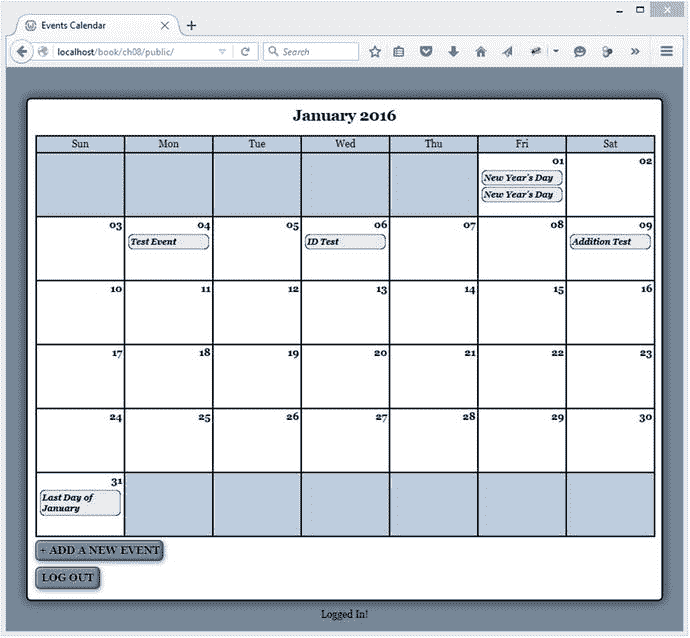 Events Calendar
localhost/book/ch08/public/
Search
January 2016
Sun Mon Tue Wed Thu Fri Sat
01 02
New Year's Day
New Year's Day
03 04 05 06 07 08 09
Test Event ID Test Addition Test
10 11 12 13 14 15 16
17 18 19 20 21 22 23
24 25 26 27 28 29 30
31
Last Day of
January
+ ADD A NEW EVENT
LOG OUT
Logged In!